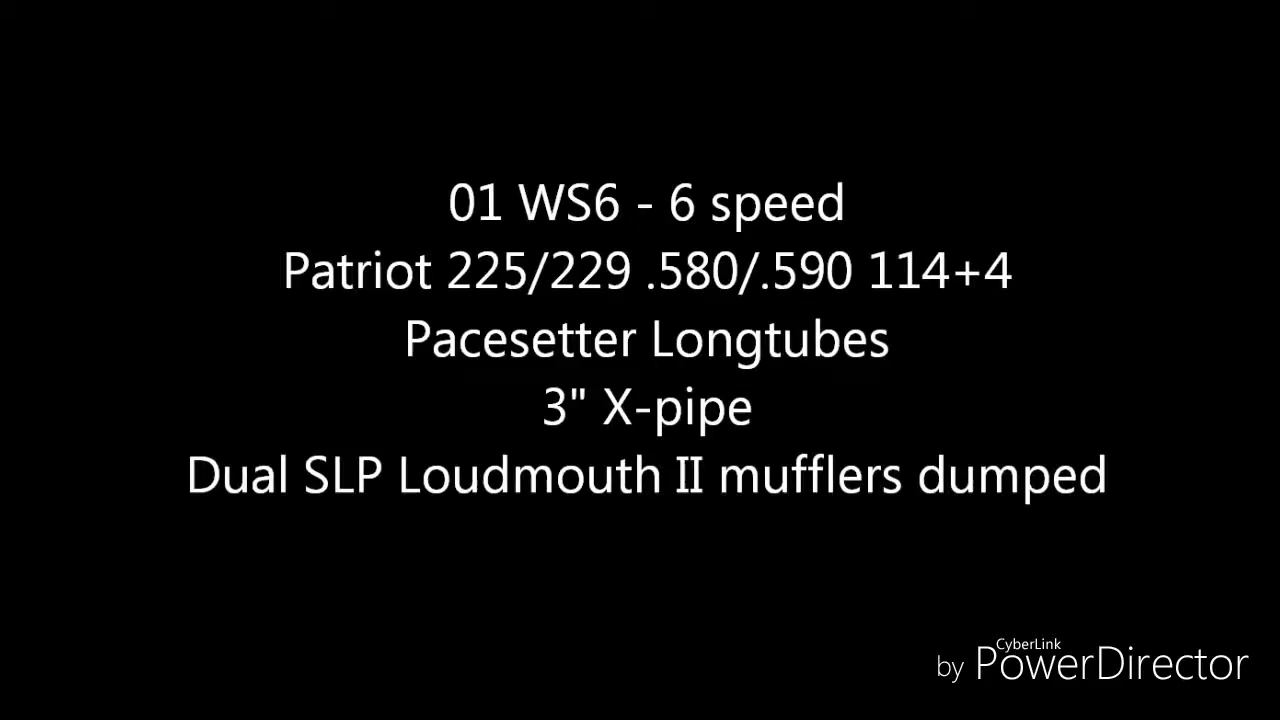 01 WS6 - 6 speed
Patriot 225/229 .580/.590 114+4
Pacesetter Longtubes
3" X-pipe
Dual SLP Loudmouth II mufflers dumped
CyberLink
by PowerDirector